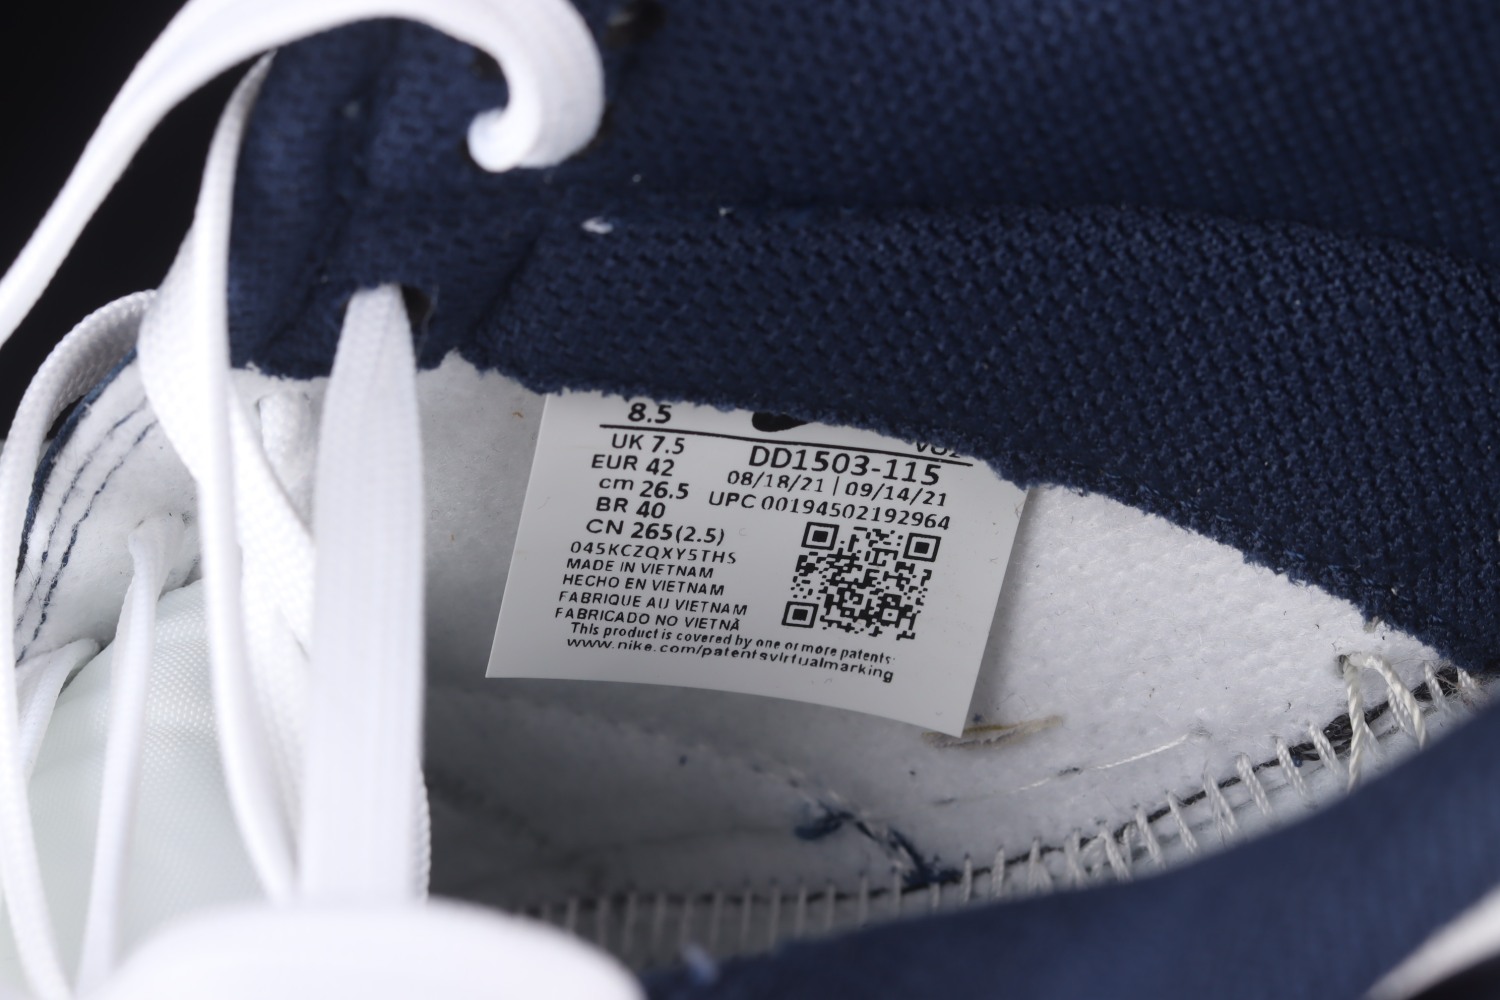 8.5
UK 7.5
EUR 42
cm 26.5
BR 40
CN 265(2.5)
DD1503-115
08/18/21 | 09/14/21
UPC 00194502192964
045KCZQXY5THS
MADE IN VIETNAM
HECHO EN VIETNAM
FABRIQUE AU VIETNAM
FABRICADO NO VIETNÃ
This product is covered by one or more patents.
www.nike.com/patentsvirtualmarking